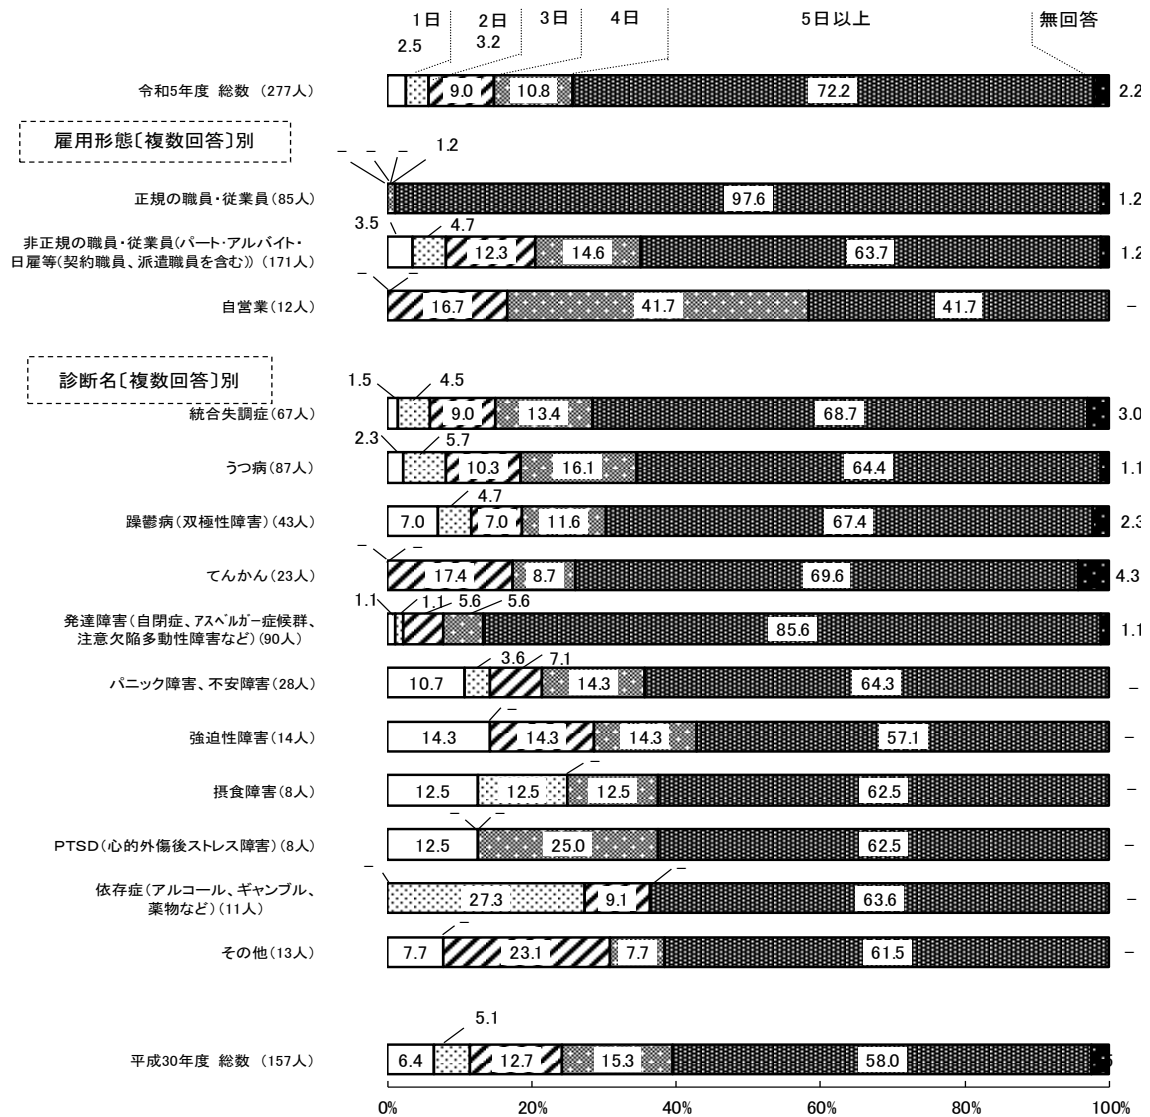 1日 2日 3日 4日 5日以上 無回答
2.5 3.2
令和5年度 総数 (277人) 9.0 10.8 72.2 2.2
雇用形態〔複数回答〕別
－ － － 1.2
正規の職員・従業員(85人) 97.6 1.2
3.5 4.7
非正規の職員・従業員(パート・アルバイト・
日雇等(契約職員、派遣職員を含む)) (171人) 12.3 14.6 63.7 1.2
－ －
自営業(12人) 16.7 41.7 41.7 －
診断名〔複数回答〕別
1.5 4.5
統合失調症(67人) 9.0 13.4 68.7 3.0
2.3 5.7
うつ病(87人) 10.3 16.1 64.4 1.1
4.7
躁鬱病(双極性障害)(43人) 7.0 7.0 11.6 67.4 2.3
－ －
てんかん(23人) 17.4 8.7 69.6 4.3
1.1 1.1 5.6 5.6
発達障害(自閉症、アスペルガー症候群、
注意欠陥多動性障害など)(90人) 85.6 1.1
3.6 7.1
パニック障害、不安障害(28人) 10.7 14.3 64.3 －
－
強迫性障害(14人) 14.3 14.3 14.3 57.1 －
－
摂食障害(8人) 12.5 12.5 12.5 62.5 －
－ －
PTSD(心的外傷後ストレス障害)(8人) 12.5 25.0 62.5 －
－ －
依存症(アルコール、ギャンブル、
薬物など)(11人) 27.3 9.1 63.6 －
－
その他(13人) 7.7 23.1 7.7 61.5 －
5.1
平成30年度 総数 (157人) 6.4 12.7 15.3 58.0
0% 20% 40% 60% 80% 100%